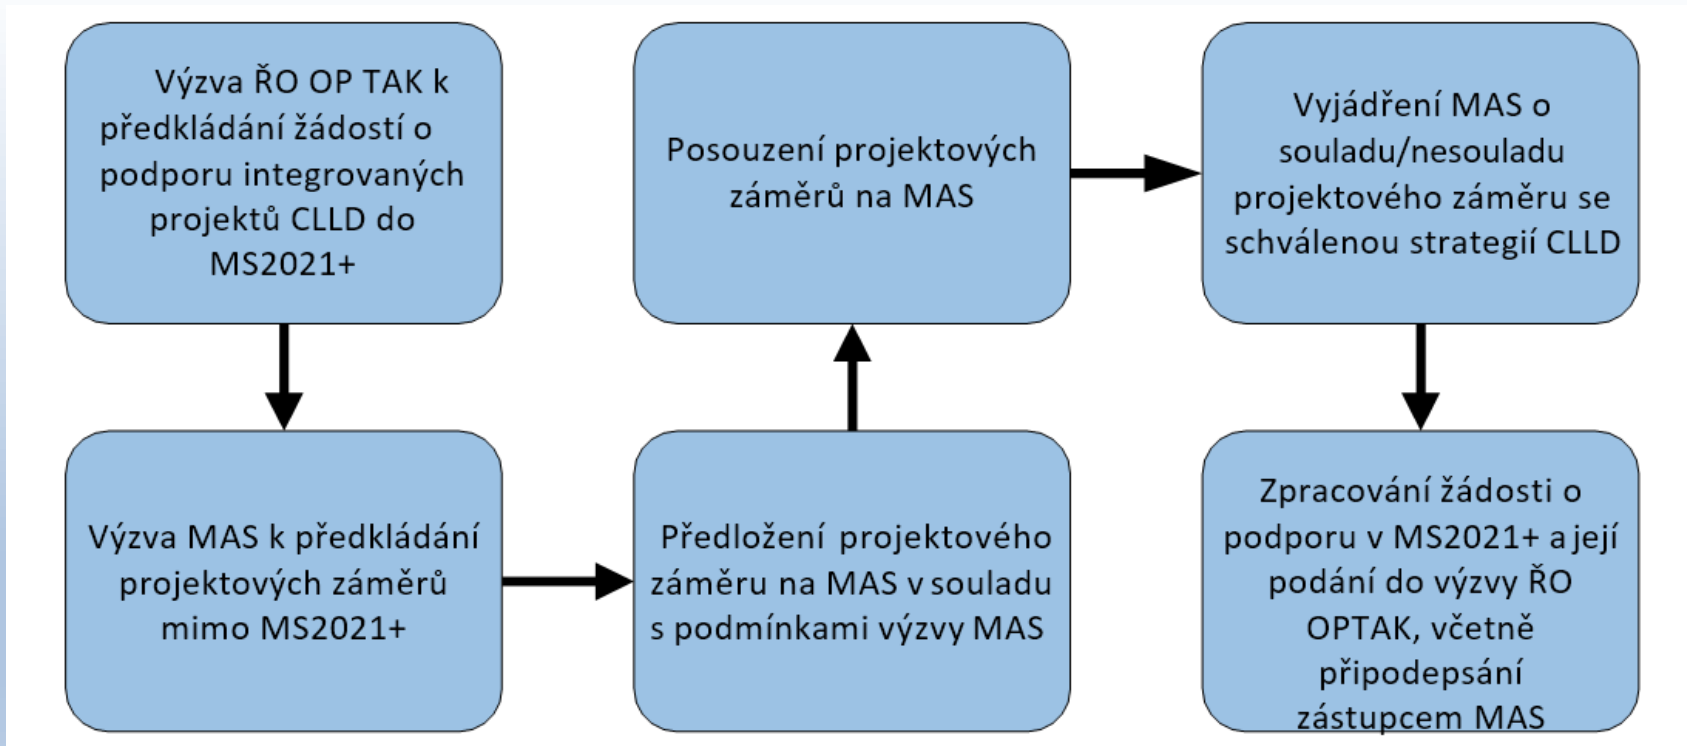 Výzva ŘO OP TAK k
předkládání žádostí o
podporu integrovaných
projektů CLLD do
MS2021+
Výzva MAS k předkládání
projektových záměrů
mimo MS2021+
Předložení projektového
záměru na MAS v souladu
s podmínkami výzvy MAS
Posouzení projektových
záměrů na MAS
Vyjádření MAS o
souladu/nesouladu
projektového záměru se
schválenou strategií CLLD
Zpracování žádosti o
podporu v MS2021+ a její
podání do výzvy ŘO
OPTAK, včetně
připodepsání
zástupcem MAS